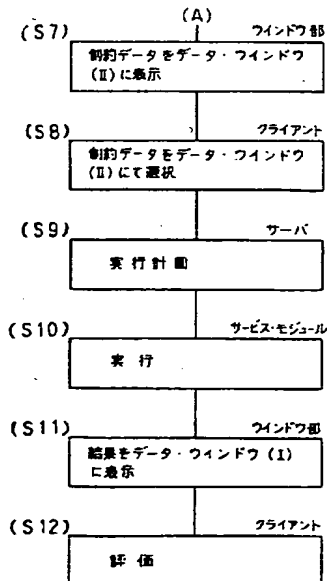 (A)
(S7)
ウインドウ部
制約データをデータ・ウインドウ
(II)に表示
(S8)
クライアント
制約データをデータ・ウインドウ
(II)にて選択
(S9)
サーバ
実行計画
(S10)
サービス・モジュール
実行
(S11)
ウインドウ部
結果をデータ・ウインドウ(I)
に表示
(S12)
クライアント
評価